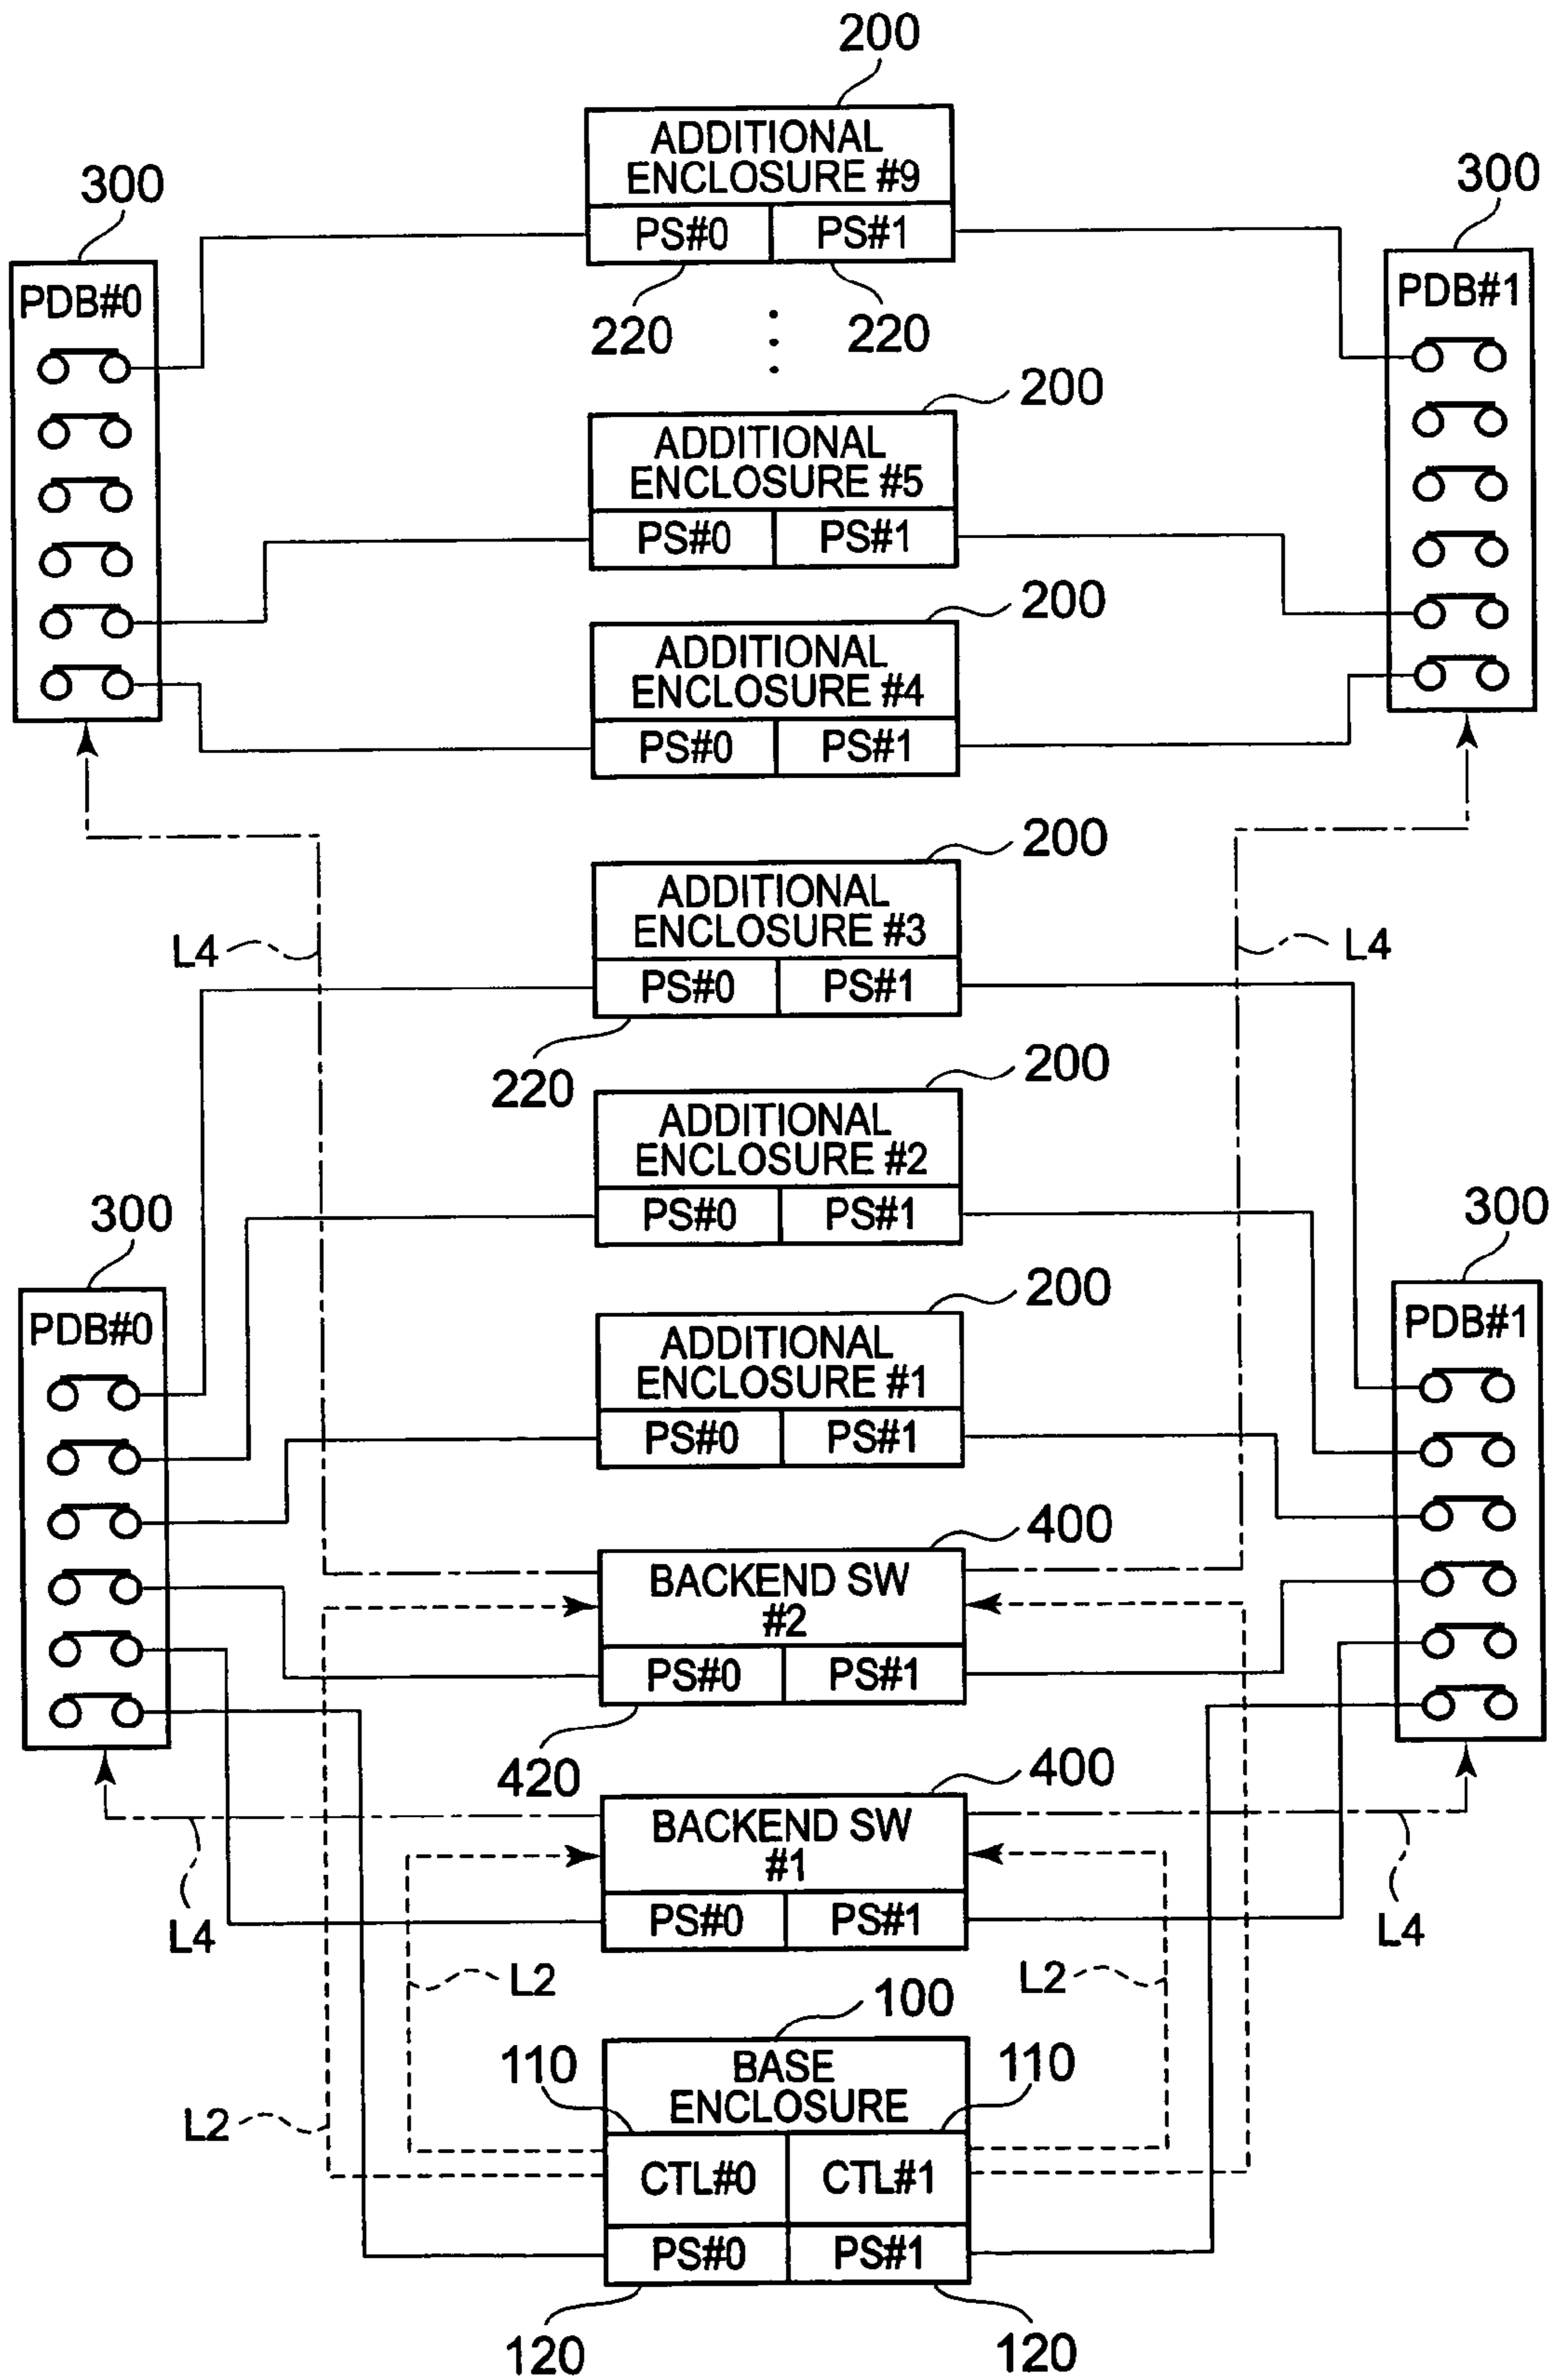 200
ADDITIONAL
ENCLOSURE #9
PS#0 PS#1
220 220
300
PDB#0
300
PDB#1
200
ADDITIONAL
ENCLOSURE #5
PS#0 PS#1
200
ADDITIONAL
ENCLOSURE #4
PS#0 PS#1
200
ADDITIONAL
ENCLOSURE #3
PS#0 PS#1
220
L4
L4
200
ADDITIONAL
ENCLOSURE #2
PS#0 PS#1
300
PDB#0
300
PDB#1
200
ADDITIONAL
ENCLOSURE #1
PS#0 PS#1
400
BACKEND SW
#2
PS#0 PS#1
420
400
BACKEND SW
#1
PS#0 PS#1
L4
L4
L2
L2
L2
100
BASE
ENCLOSURE
110
110
CTL#0 CTL#1
PS#0 PS#1
120
120